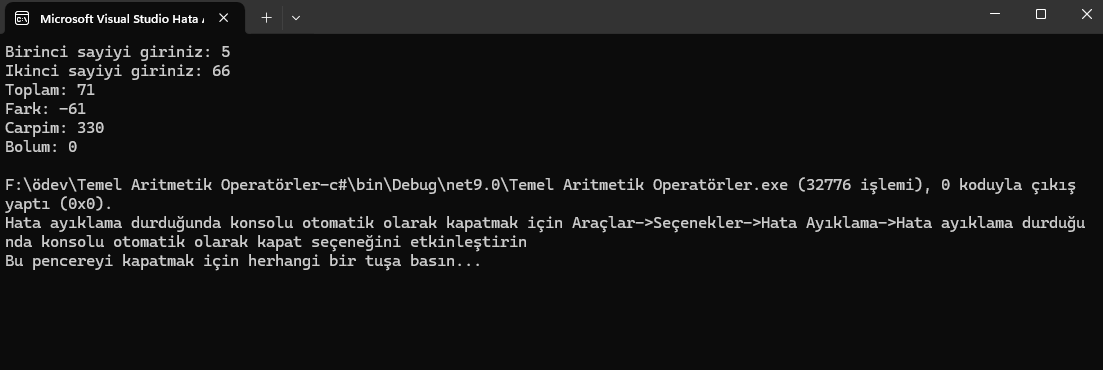 Microsoft Visual Studio Hata
Birinci sayiyi giriniz: 5
Ikinci sayiyi giriniz: 66
Toplam: 71
Fark: -61
Carpim: 330
Bolum: 0
F:\ödev\Temel Aritmetik Operatörler-c#\bin\Debug\net9.0\Temel Aritmetik Operatörler.exe (32776 işlemi), 0 koduyla çıkış
yaptı (0x0).
Hata ayıklama durduğunda konsolu otomatik olarak kapatmak için Araçlar->Seçenekler->Hata Ayıklama->Hata ayıklama durduğu
nda konsolu otomatik olarak kapat seçeneğini etkinleştirin
Bu pencereyi kapatmak için herhangi bir tuşa basın...